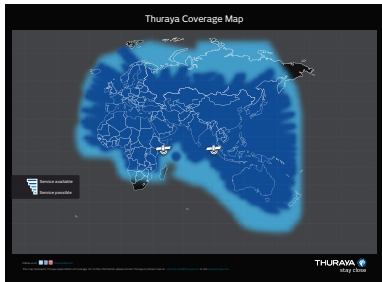 Thuraya Coverage Map
Service available
Service possible
THURAYA
stay close